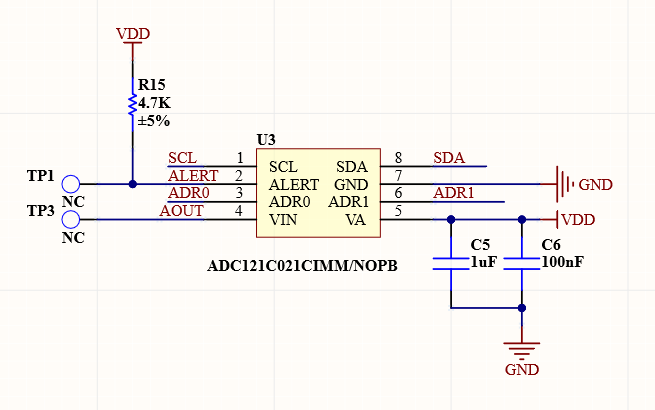 VDD
R15
4.7K
±5%
U3
TP1
NC
TP3
NC
SCL 1 SCL SDA 8 SDA
ALERT 2 ALERT GND 7 GND
ADR0 3 ADR0 ADR1 6 ADR1
AOUT 4 VIN VA 5 VDD
ADC121C021CIMM/NOPB
C5
1uF
C6
100nF
GND